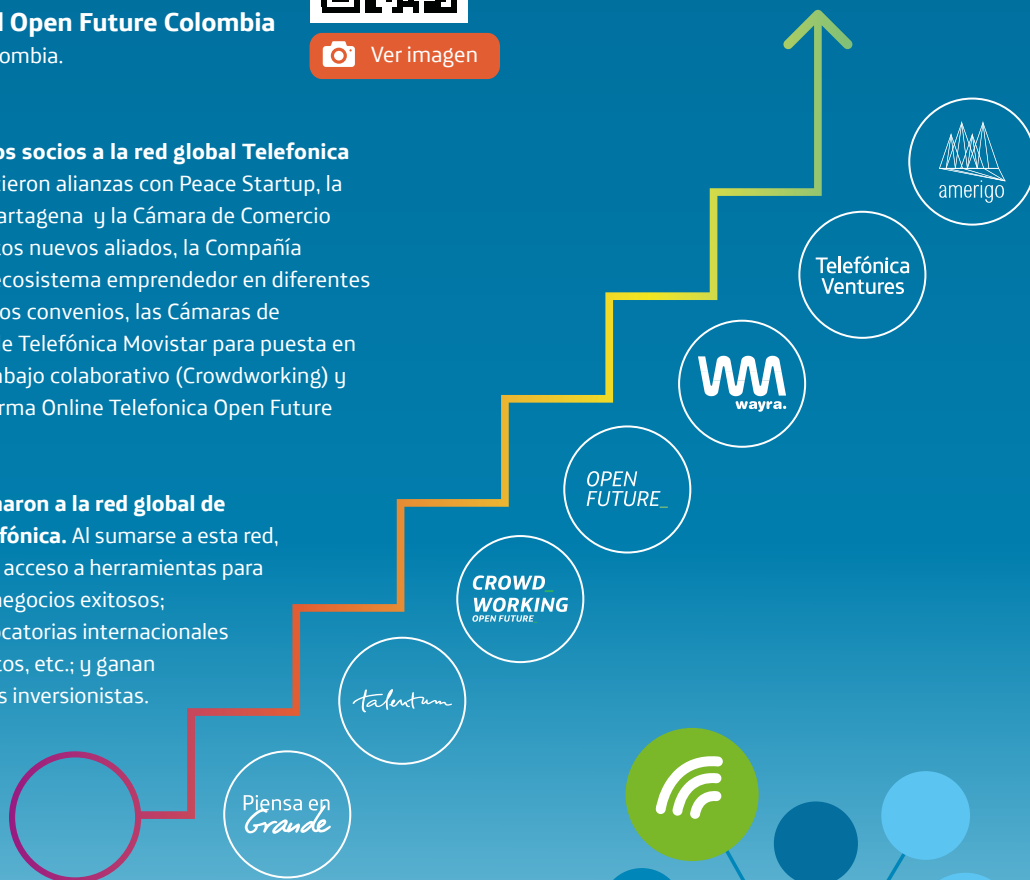 Open Future Colombia
ombia.
Ver imagen
os socios a la red global Telefonica
tieron alianzas con Peace Startup, la
artagena y la Cámara de Comercio
tos nuevos aliados, la Compañía
ecosistema emprendedor en diferentes
os convenios, las Cámaras de
e Telefónica Movistar para puesta en
abajo colaborativo (Crowdworking) y
rma Online Telefonica Open Future
naron a la red global de
fónica. Al sumarse a esta red,
acceso a herramientas para
negocios exitosos;
ocatorias internacionales
tos, etc.; y ganan
s inversionistas.
amerigo
Telefónica
Ventures
wayra.
OPEN
FUTURE_
CROWD_
WORKING
OPEN FUTURE_
talentum
Piensa en
Grande